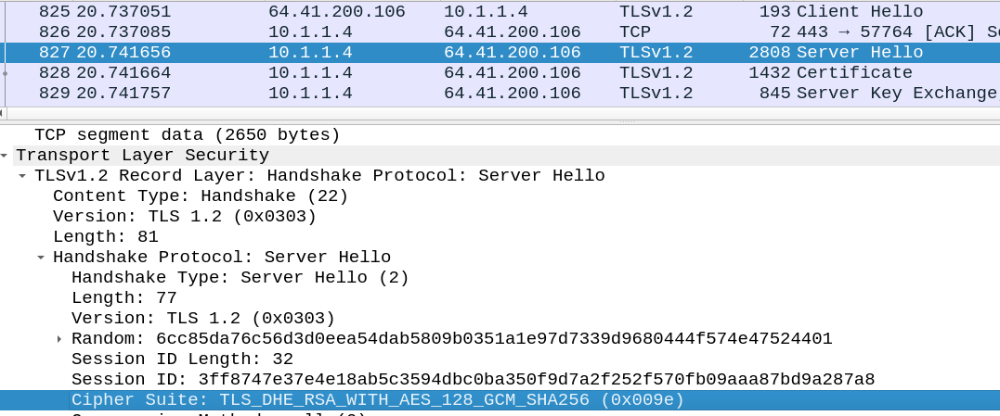 825 20.737051 64.41.200.106 10.1.1.4 TLSv1.2 193 Client Hello
826 20.737085 10.1.1.4 64.41.200.106 TCP 72 443 → 57764 [ACK] S
827 20.741656 10.1.1.4 64.41.200.106 TLSv1.2 2808 Server Hello
828 20.741664 10.1.1.4 64.41.200.106 TLSv1.2 1432 Certificate
829 20.741757 10.1.1.4 64.41.200.106 TLSv1.2 845 Server Key Exchange,
TCP segment data (2650 bytes)
Transport Layer Security
TLSv1.2 Record Layer: Handshake Protocol: Server Hello
Content Type: Handshake (22)
Version: TLS 1.2 (0x0303)
Length: 81
Handshake Protocol: Server Hello
Handshake Type: Server Hello (2)
Length: 77
Version: TLS 1.2 (0x0303)
Random: 6cc85da76c56d3d0eea54dab5809b0351a1e97d7339d9680444f574e47524401
Session ID Length: 32
Session ID: 3ff8747e37e4e18ab5c3594dbc0ba350f9d7a2f252f570fb09aaa87bd9a287a8
Cipher Suite: TLS_DHE_RSA_WITH_AES_128_GCM_SHA256 (0x009e)